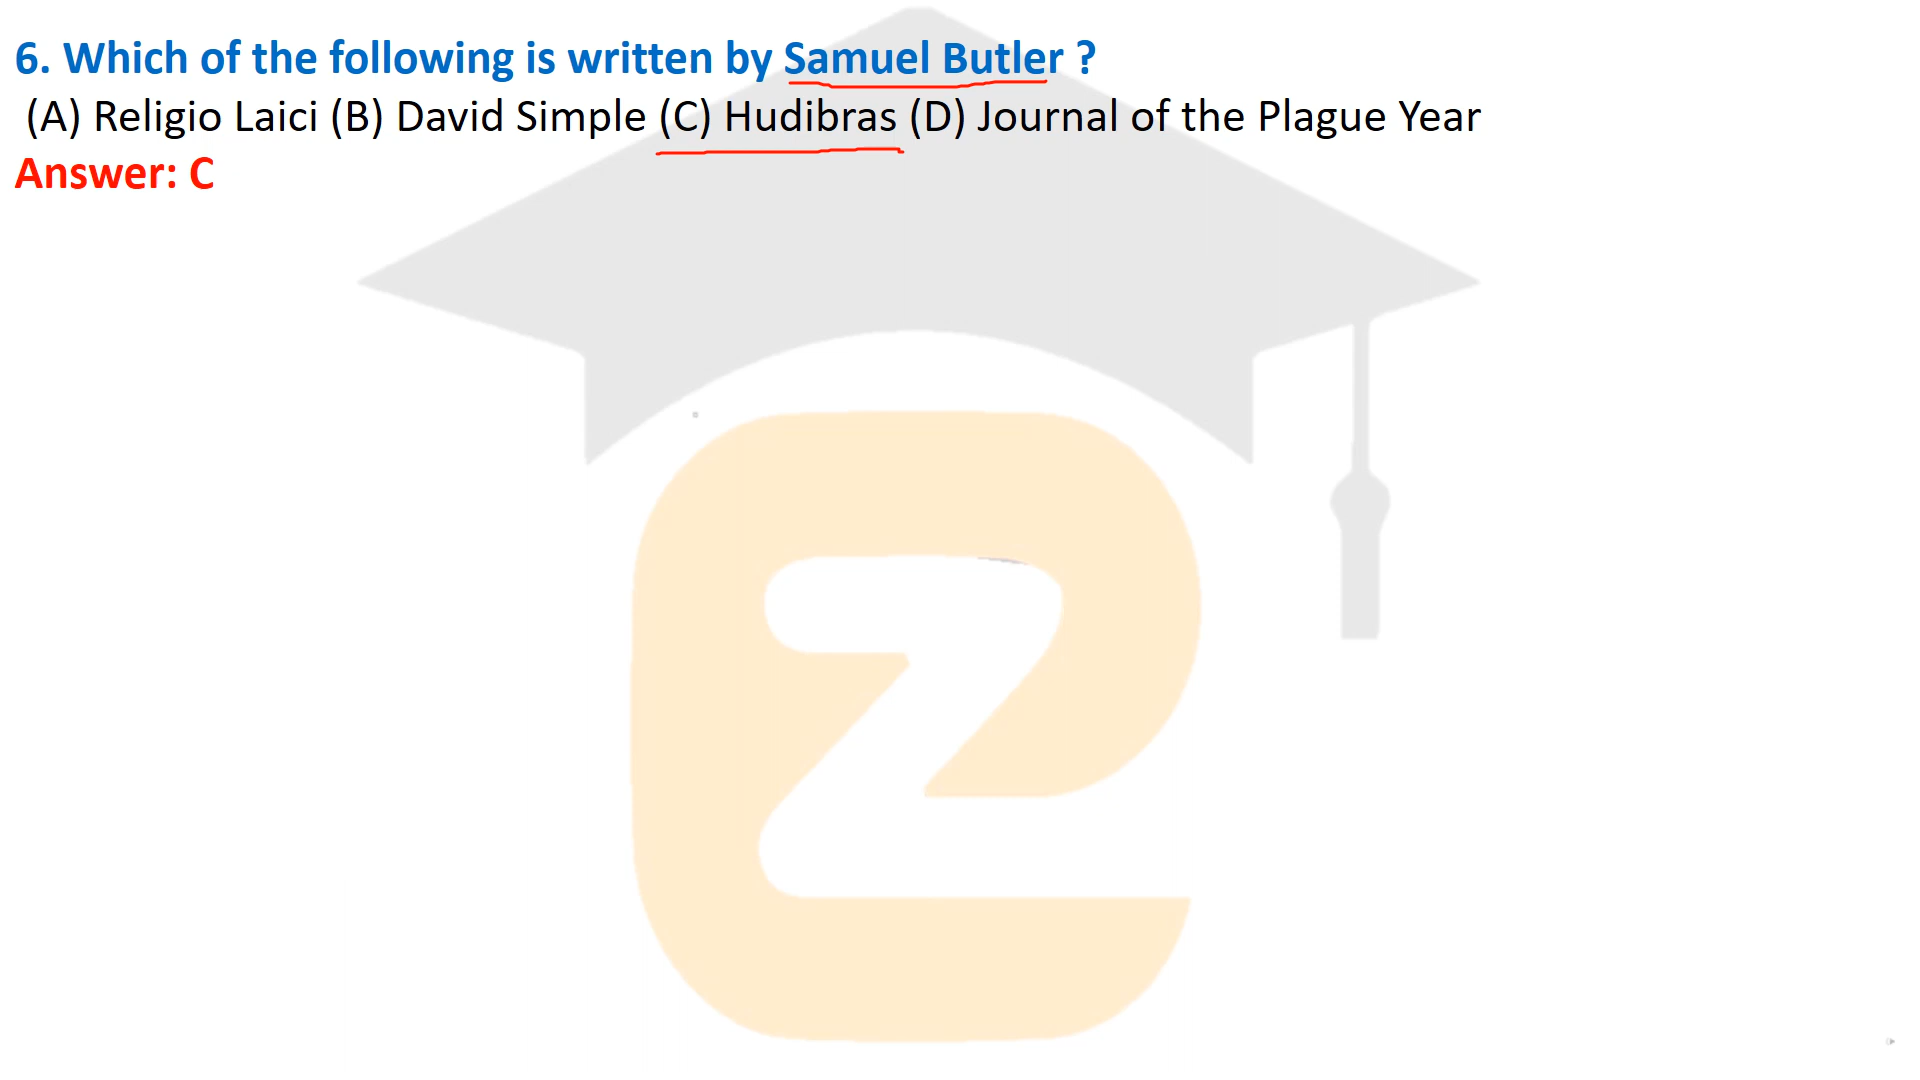 6. Which of the following is written by Samuel Butler ?
(A) Religio Laici (B) David Simple (C) Hudibras (D) Journal of the Plague Year
Answer: C